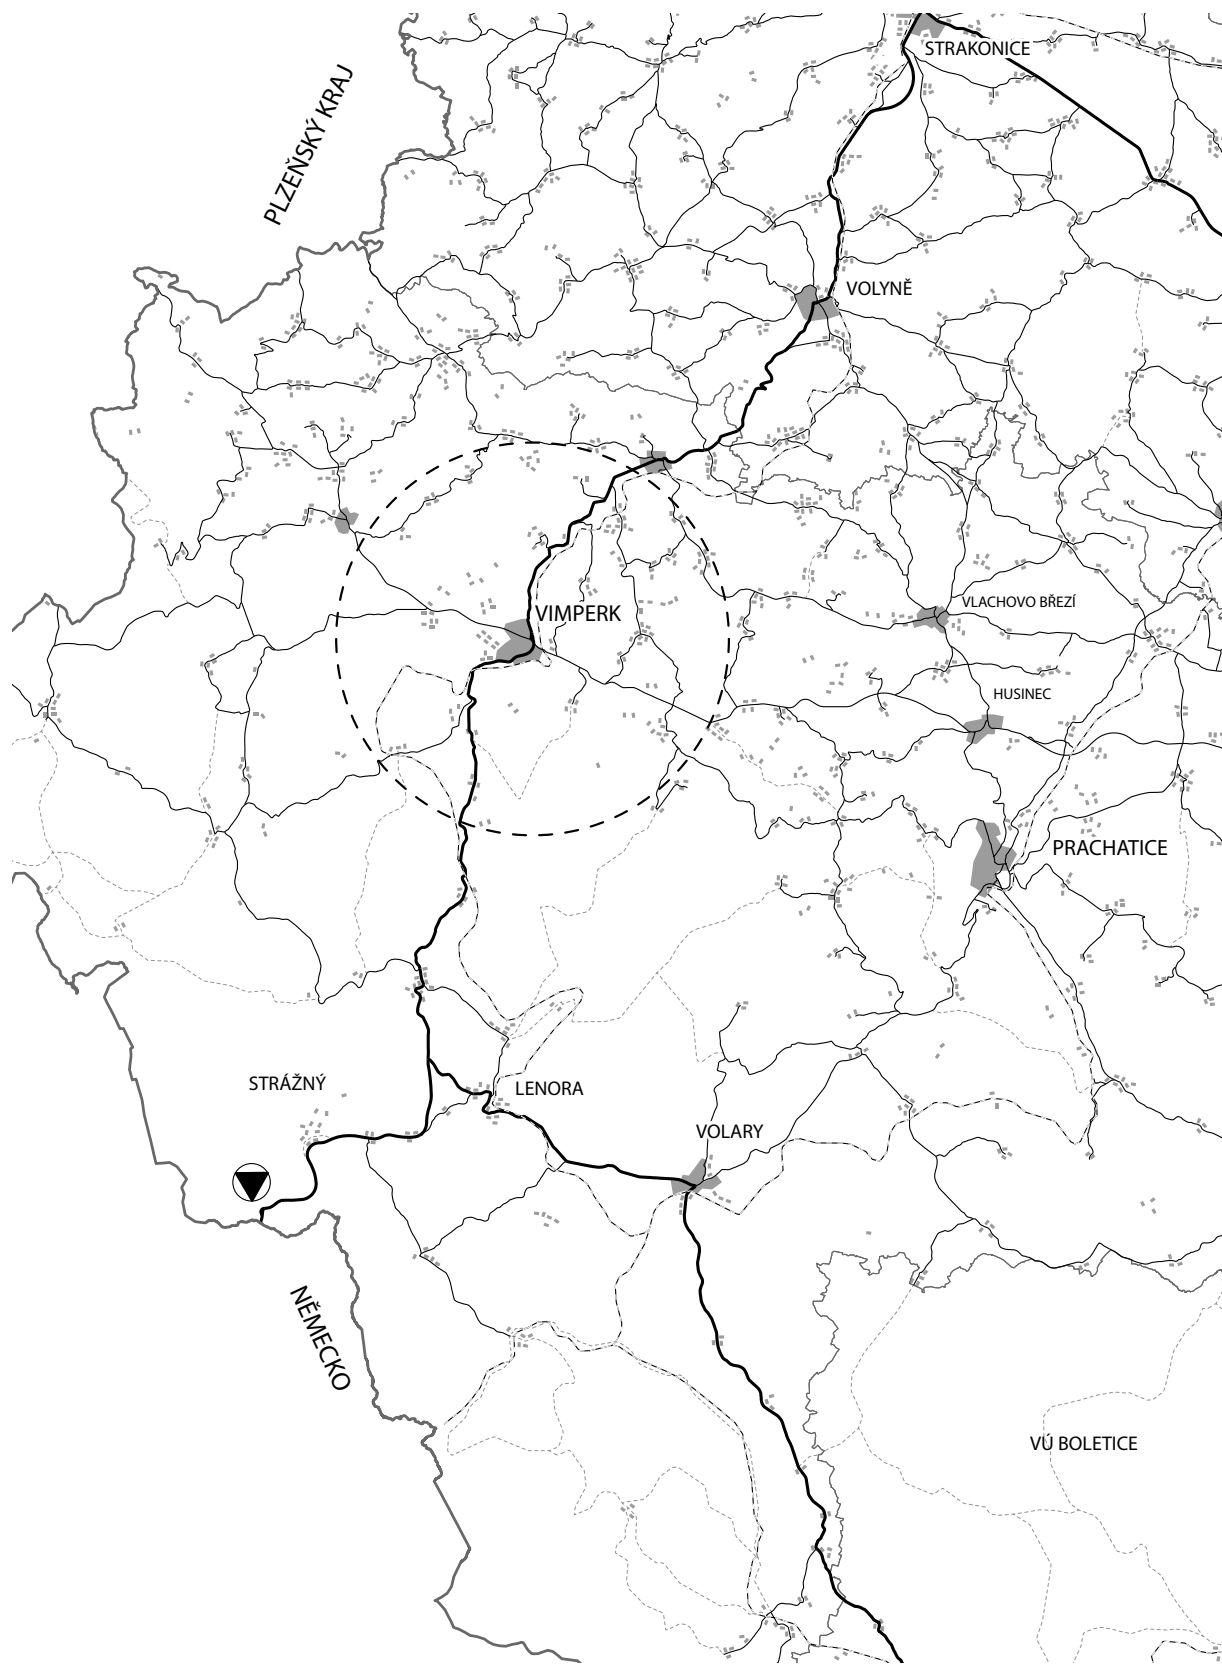 STRAKONICE
PLZEŇSKÝ KRAJ
VOLYNĚ
VIMPERK
VLACHOVO BŘEZÍ
HUSINEC
PRACHATICE
STRÁŽNÝ
LENORA
VOLARY
NĚMECKO
VÚ BOLETICE